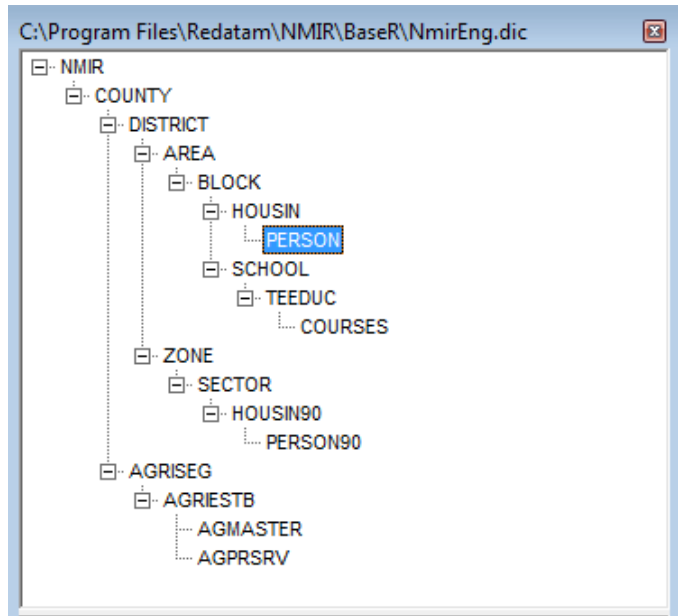 C:\Program Files\Redatam\NMIR\BaseR\NmirEng.dic
NMIR
COUNTY
DISTRICT
AREA
BLOCK
HOUSIN
PERSON
SCHOOL
TEEDUC
COURSES
ZONE
SECTOR
HOUSIN90
PERSON90
AGRISEG
AGRIESTB
AGMASTER
AGPRSRV